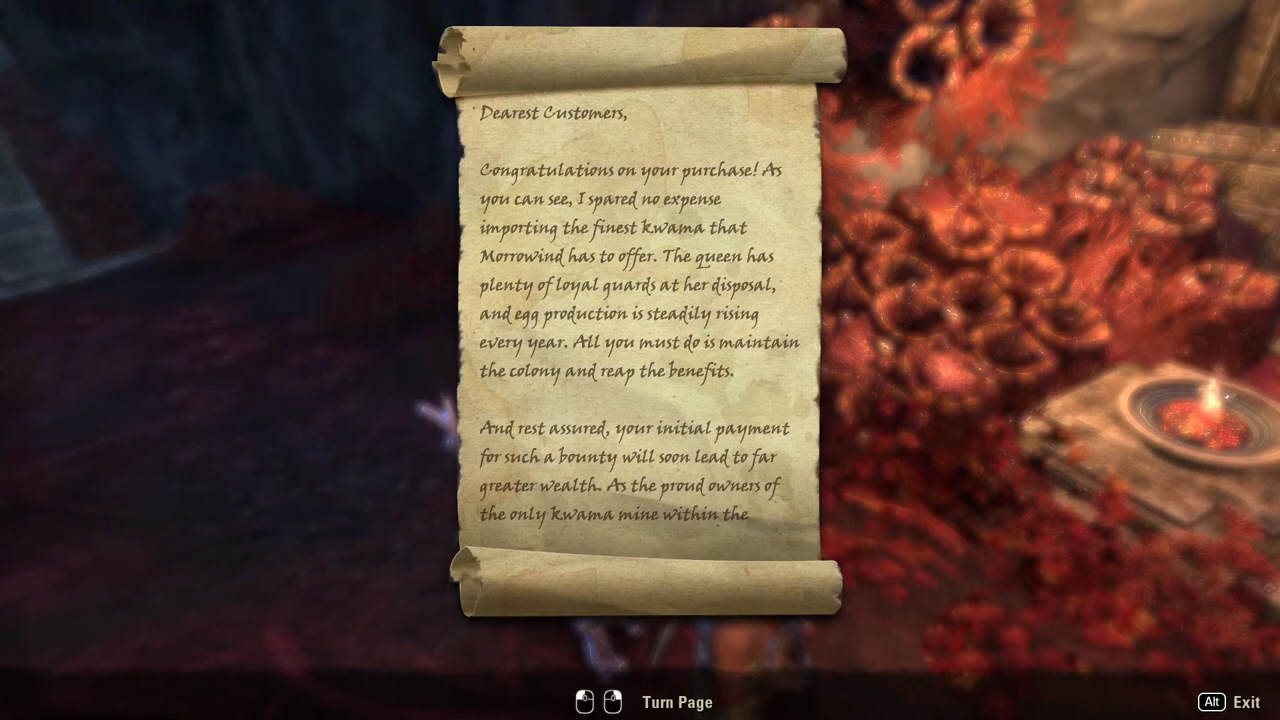 Dearest Customers,
Congratulations on your purchase! As
you can see, I spared no expense
importing the finest kwama that
Morrowind has to offer. The queen has
plenty of loyal guards at her disposal,
and egg production is steadily rising
every year. All you must do is maintain
the colony and reap the benefits.
And rest assured, your initial payment
for such a bounty will soon lead to far
greater wealth. As the proud owners of
the only kwama mine within the
Turn Page
Alt Exit